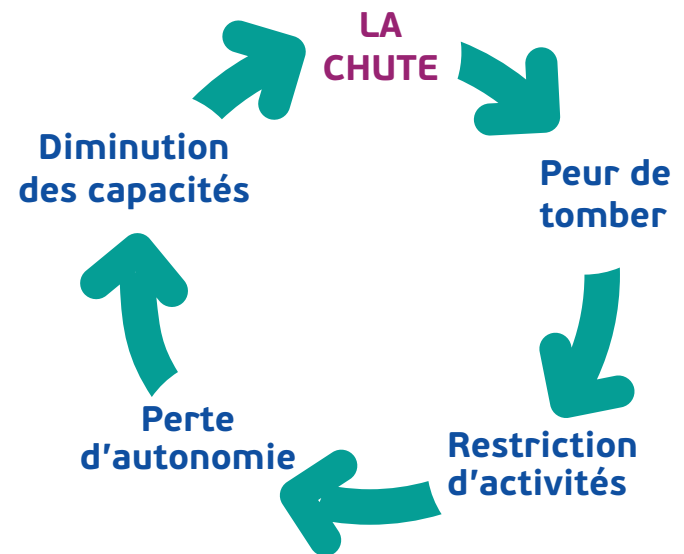 LA
CHUTE
Peur de
tomber
Restriction
d'activités
Perte
d'autonomie
Diminution
des capacités